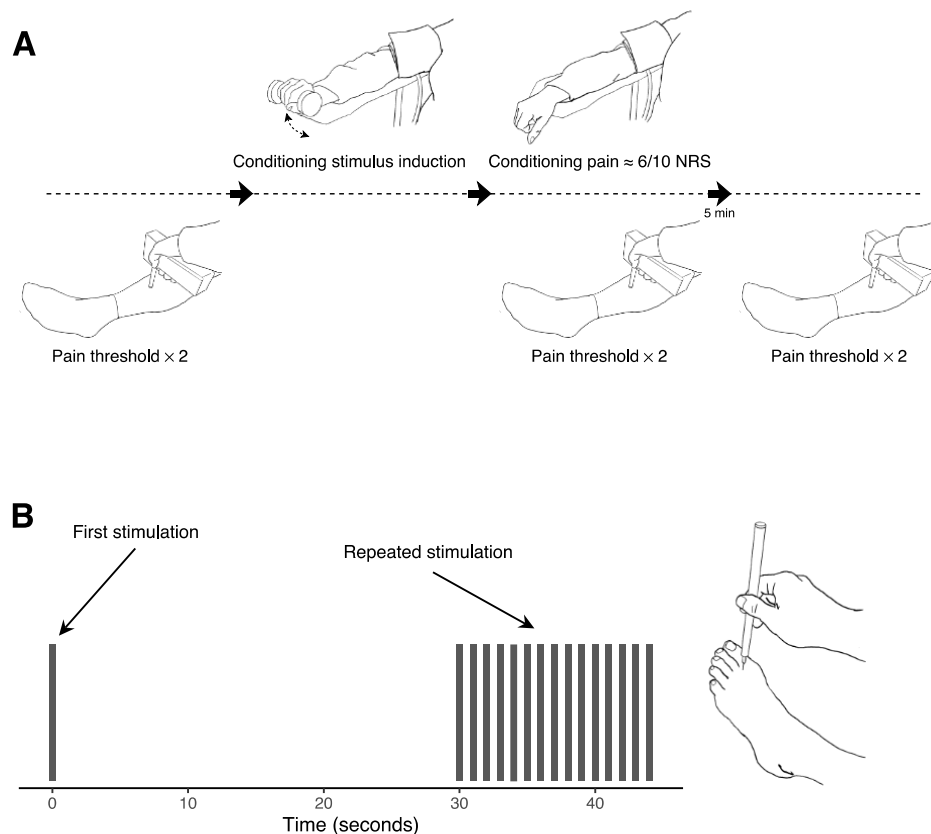 A
Conditioning stimulus induction
Conditioning pain ≈ 6/10 NRS
5 min
Pain threshold × 2
Pain threshold × 2
Pain threshold × 2
B
First stimulation
Repeated stimulation
0
10
20
30
40
Time (seconds)